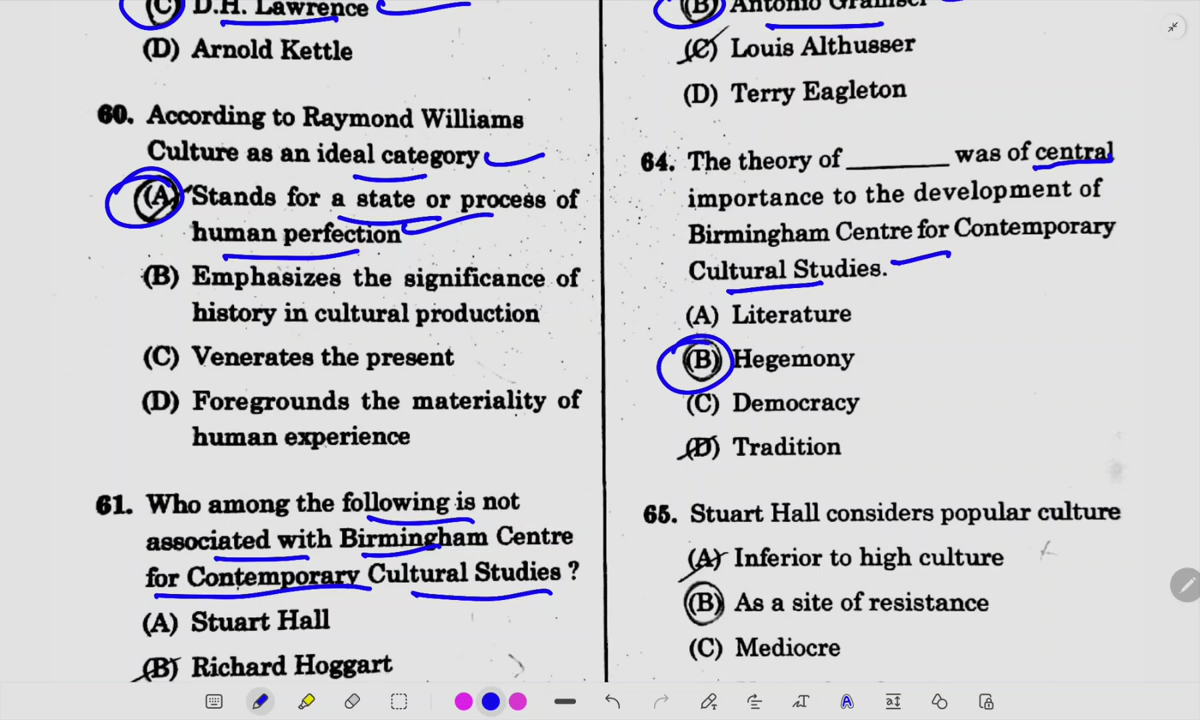 (C) D.H. Lawrence
(D) Arnold Kettle
60. According to Raymond Williams
Culture as an ideal category
(A) Stands for a state or process of
human perfection
(B) Emphasizes the significance of
history in cultural production
(C) Venerates the present
(D) Foregrounds the materiality of
human experience
61. Who among the following is not
associated with Birmingham Centre
for Contemporary Cultural Studies ?
(A) Stuart Hall
(B) Richard Hoggart
(B) Antonio Gramsci
(C) Louis Althusser
(D) Terry Eagleton
64. The theory of ________ was of central
importance to the development of
Birmingham Centre for Contemporary
Cultural Studies.
(A) Literature
(B) Hegemony
(C) Democracy
(D) Tradition
65. Stuart Hall considers popular culture
(A) Inferior to high culture
(B) As a site of resistance
(C) Mediocre